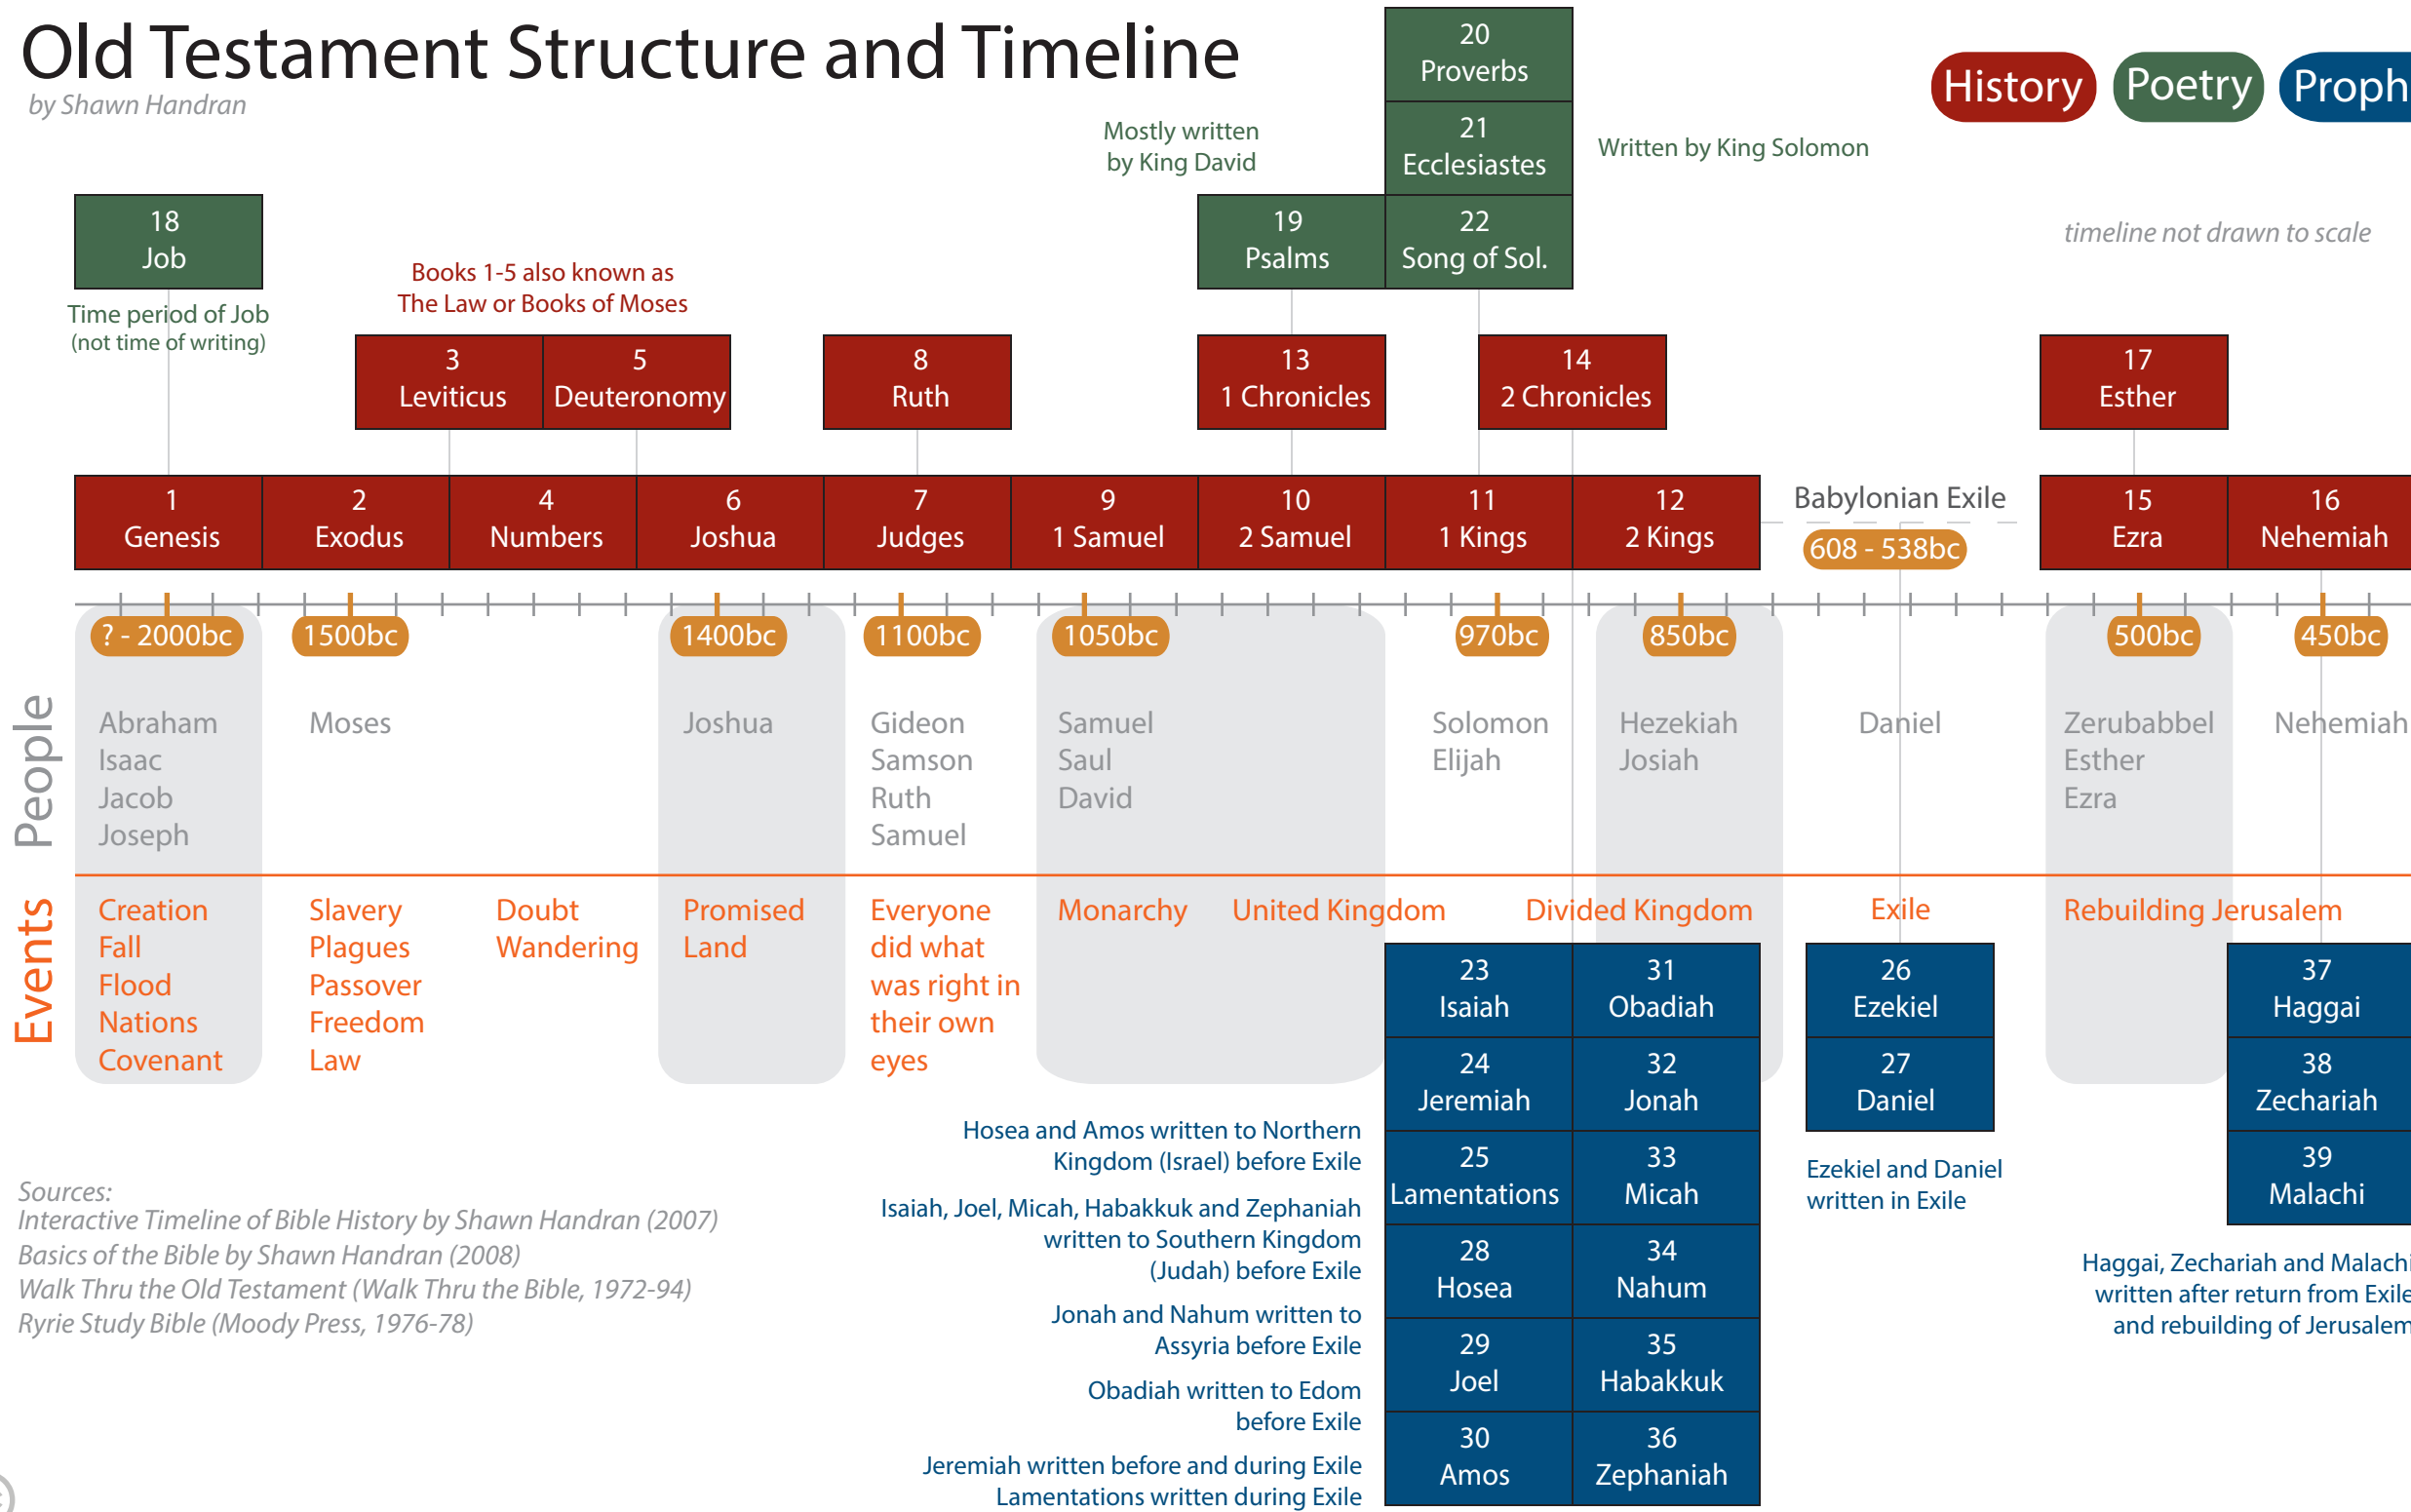 Old Testament Structure and Timeline
by Shawn Handran
History
Poetry
Proph
timeline not drawn to scale
20
Proverbs
21
Ecclesiastes
22
Song of Sol.
Written by King Solomon
Mostly written
by King David
19
Psalms
18
Job
Time period of Job
(not time of writing)
Books 1-5 also known as
The Law or Books of Moses
3
Leviticus
5
Deuteronomy
8
Ruth
13
1 Chronicles
14
2 Chronicles
17
Esther
1
Genesis
2
Exodus
4
Numbers
6
Joshua
7
Judges
9
1 Samuel
10
2 Samuel
11
1 Kings
12
2 Kings
Babylonian Exile
608 - 538bc
15
Ezra
16
Nehemiah
? - 2000bc
1500bc
1400bc
1100bc
1050bc
970bc
850bc
500bc
450bc
People
Abraham
Isaac
Jacob
Joseph
Moses
Joshua
Gideon
Samson
Ruth
Samuel
Samuel
Saul
David
Solomon
Elijah
Hezekiah
Josiah
Daniel
Zerubabbel
Esther
Ezra
Nehemiah
Events
Creation
Fall
Flood
Nations
Covenant
Slavery
Plagues
Passover
Freedom
Law
Doubt
Wandering
Promised
Land
Everyone
did what
was right in
their own
eyes
Monarchy
United Kingdom
Divided Kingdom
Exile
Rebuilding Jerusalem
23
Isaiah
24
Jeremiah
25
Lamentations
28
Hosea
29
Joel
30
Amos
31
Obadiah
32
Jonah
33
Micah
34
Nahum
35
Habakkuk
36
Zephaniah
26
Ezekiel
27
Daniel
Ezekiel and Daniel
written in Exile
37
Haggai
38
Zechariah
39
Malachi
Haggai, Zechariah and Malachi
written after return from Exile
and rebuilding of Jerusalem
Hosea and Amos written to Northern
Kingdom (Israel) before Exile
Isaiah, Joel, Micah, Habakkuk and Zephaniah
written to Southern Kingdom
(Judah) before Exile
Jonah and Nahum written to
Assyria before Exile
Obadiah written to Edom
before Exile
Jeremiah written before and during Exile
Lamentations written during Exile
Sources:
Interactive Timeline of Bible History by Shawn Handran (2007)
Basics of the Bible by Shawn Handran (2008)
Walk Thru the Old Testament (Walk Thru the Bible, 1972-94)
Ryrie Study Bible (Moody Press, 1976-78)